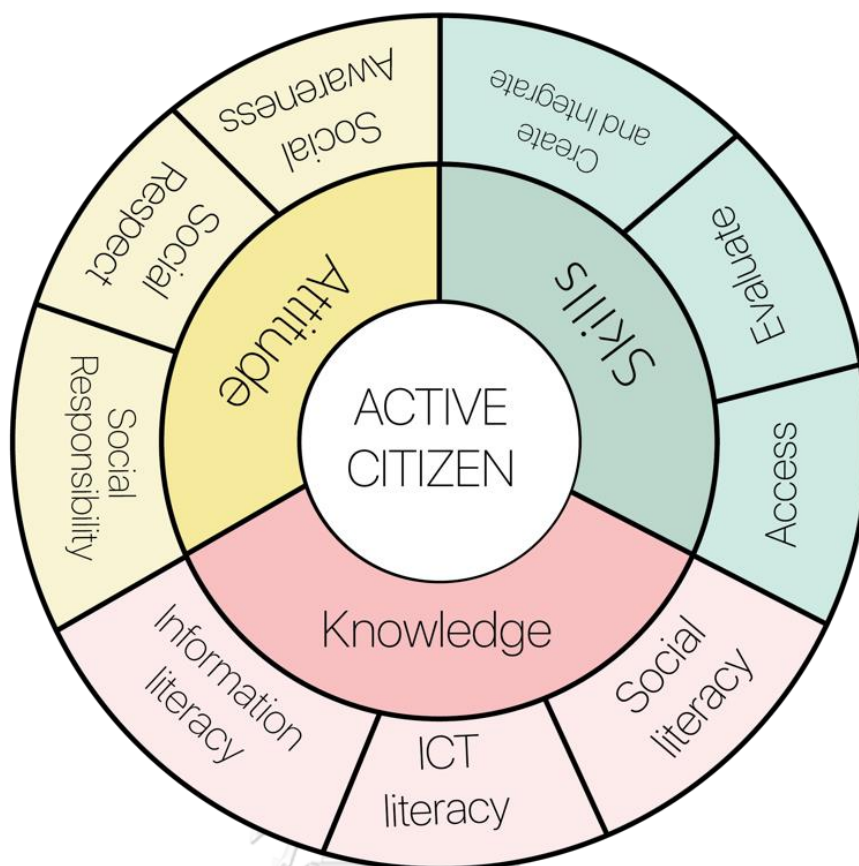 ACTIVE
CITIZEN
Attitude
Skills
Knowledge
Social
Awareness
Social
Respect
Social
Responsibility
Create
and Integrate
Evaluate
Access
Information
literacy
ICT
literacy
Social
literacy